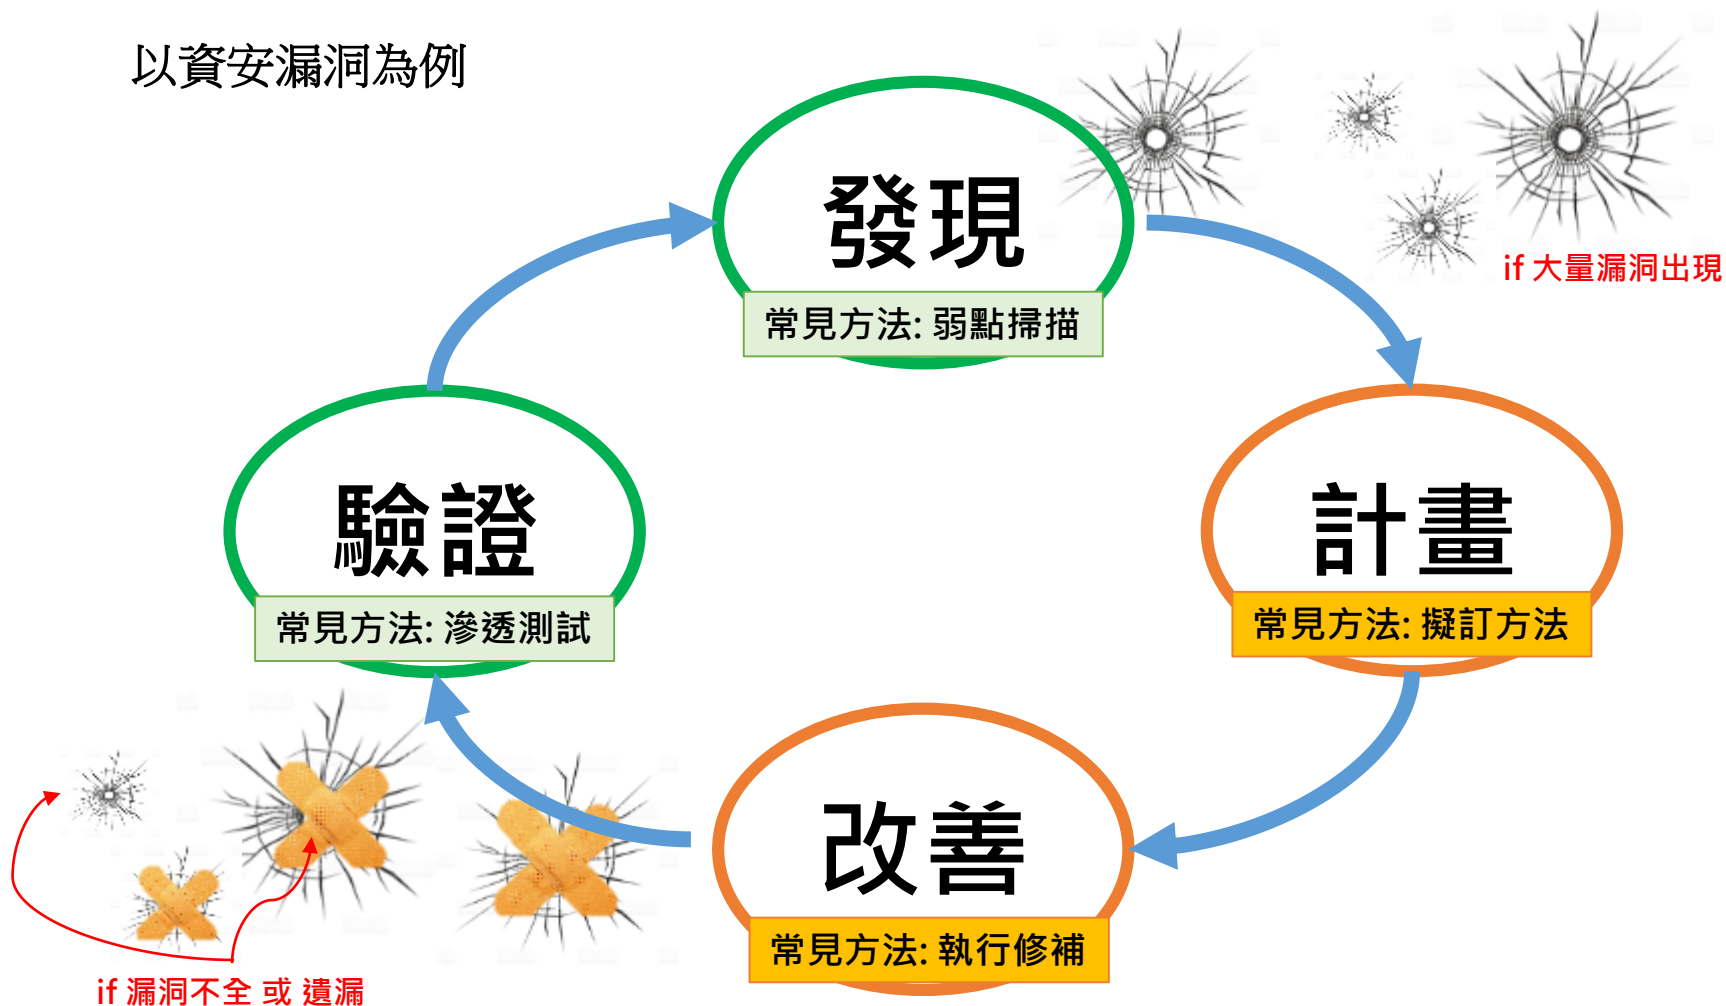 以資安漏洞為例
發現
常見方法: 弱點掃描
if 大量漏洞出現
驗證
常見方法: 滲透測試
計畫
常見方法: 擬訂方法
改善
常見方法: 執行修補
if 漏洞不全 或 遺漏